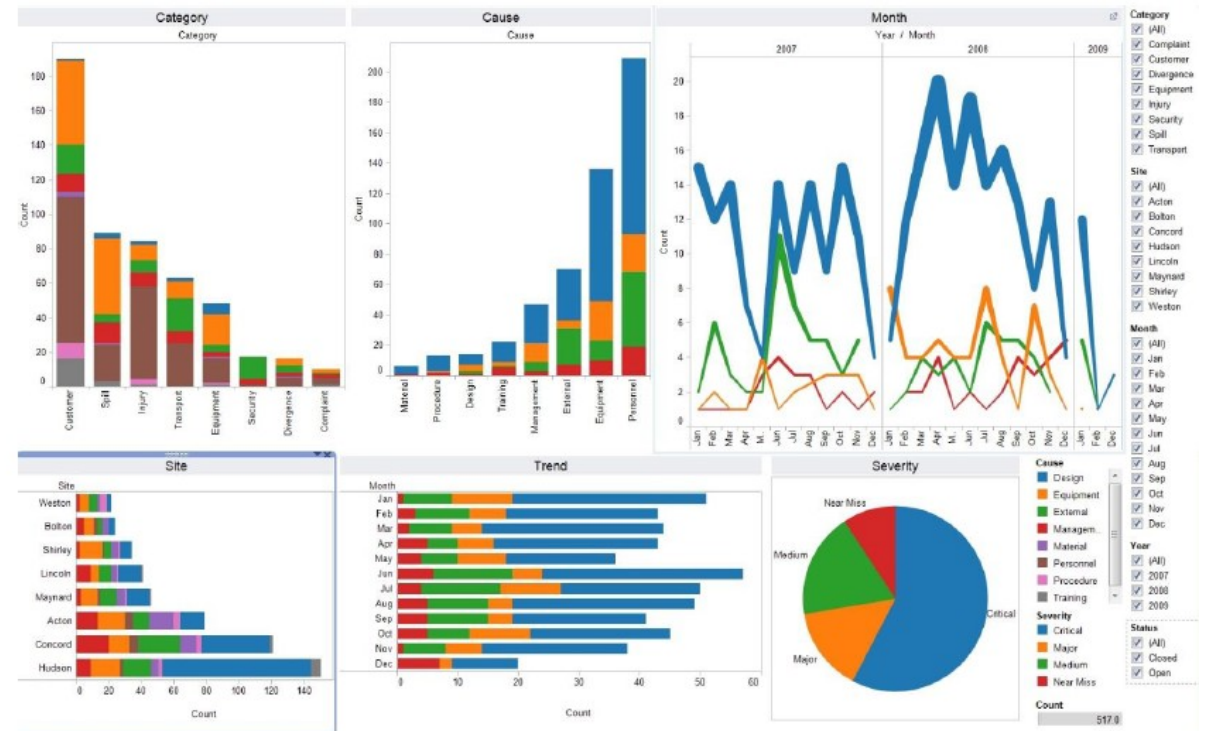 Category
Category
Count
180
160
140
120
100
80
60
40
20
0
Customer
Spill
Injury
Transport
Equipment
Security
Divergence
Complaint
Cause
Cause
200
180
160
140
120
100
80
60
40
20
0
Material
Procedure
Design
Training
Management
External
Equipment
Personnel
Month
Year / Month
2007 2008 2009
Count
20
18
16
14
12
10
8
6
4
2
0
Jan Feb Mar Apr M.. Jun Jul Aug Sep Oct Nov Dec Jan Feb Mar Apr M.. Jun Jul Aug Sep Oct Nov Dec Jan Feb Dec
Category
(All)
Complaint
Customer
Divergence
Equipment
Injury
Security
Spill
Transport
Site
(All)
Acton
Bolton
Concord
Hudson
Lincoln
Maynard
Shirley
Weston
Month
(All)
Jan
Feb
Mar
Apr
May
Jun
Jul
Aug
Sep
Oct
Nov
Dec
Year
(All)
2007
2008
2009
Status
(All)
Closed
Open
Site
Site
Weston
Bolton
Shirley
Lincoln
Maynard
Acton
Concord
Hudson
0 20 40 60 80 100 120 140
Count
Trend
Month
Jan
Feb
Mar
Apr
May
Jun
Jul
Aug
Sep
Oct
Nov
Dec
0 10 20 30 40 50 60
Count
Severity
Near Miss
Medium
Major
Critical
Cause
Design
Equipment
External
Managem...
Material
Personnel
Procedure
Training
Severity
Critical
Major
Medium
Near Miss
Count
517.0